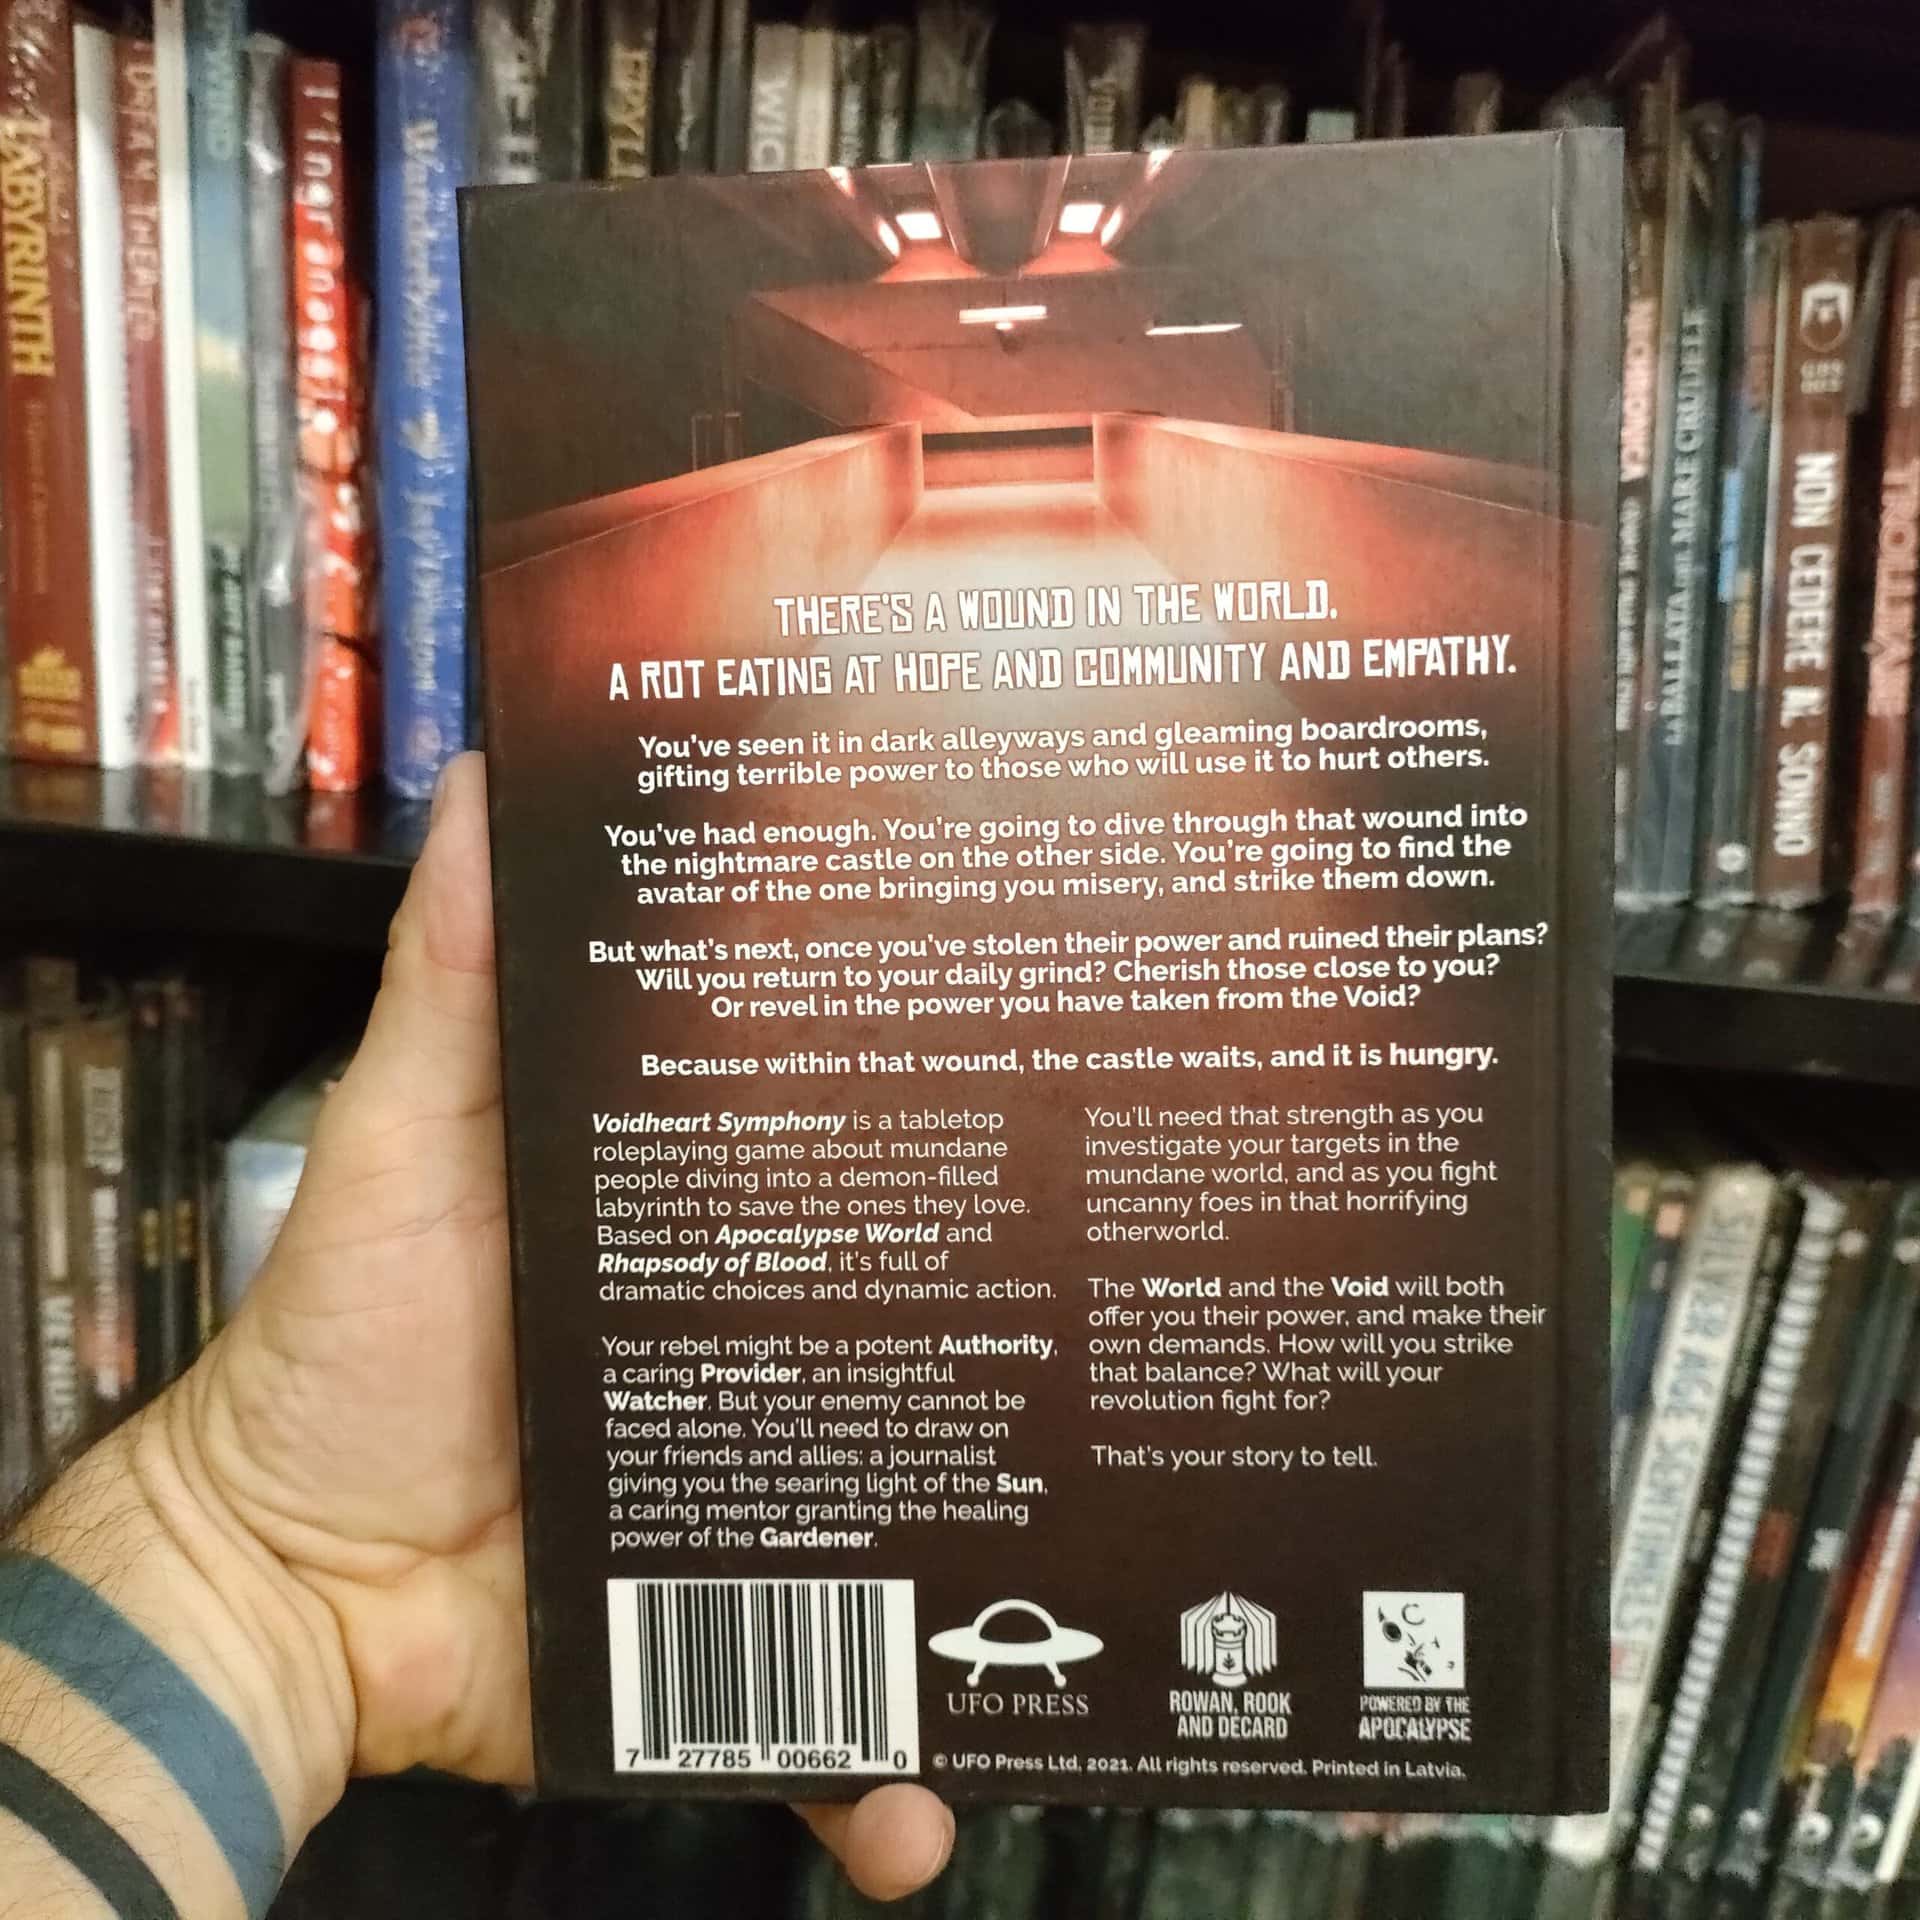 LABYRINTH
WIC
NON CEDERE AL SONNO
LA BALLATA DEL MARE CRUDELE
SILVER AGE SENTINELS
VENUS
THERE'S A WOUND IN THE WORLD.
A ROT EATING AT HOPE AND COMMUNITY AND EMPATHY.
You've seen it in dark alleyways and gleaming boardrooms,
gifting terrible power to those who will use it to hurt others.
You've had enough. You're going to dive through that wound into
the nightmare castle on the other side. You're going to find the
avatar of the one bringing you misery, and strike them down.
But what's next, once you've stolen their power and ruined their plans?
Will you return to your daily grind? Cherish those close to you?
Or revel in the power you have taken from the Void?
Because within that wound, the castle waits, and it is hungry.
Voidheart Symphony is a tabletop
roleplaying game about mundane
people diving into a demon-filled
labyrinth to save the ones they love.
Based on Apocalypse World and
Rhapsody of Blood, it's full of
dramatic choices and dynamic action.
Your rebel might be a potent Authority,
a caring Provider, an insightful
Watcher. But your enemy cannot be
faced alone. You'll need to draw on
your friends and allies: a journalist
giving you the searing light of the Sun,
a caring mentor granting the healing
power of the Gardener.
You'll need that strength as you
investigate your targets in the
mundane world, and as you fight
uncanny foes in that horrifying
otherworld.
The World and the Void will both
offer you their power, and make their
own demands. How will you strike
that balance? What will your
revolution fight for?
That's your story to tell.
7 27785 00662 0
UFO PRESS
ROWAN, ROOK
AND DECARD
POWERED BY THE
APOCALYPSE
© UFO Press Ltd, 2021. All rights reserved. Printed in Latvia.